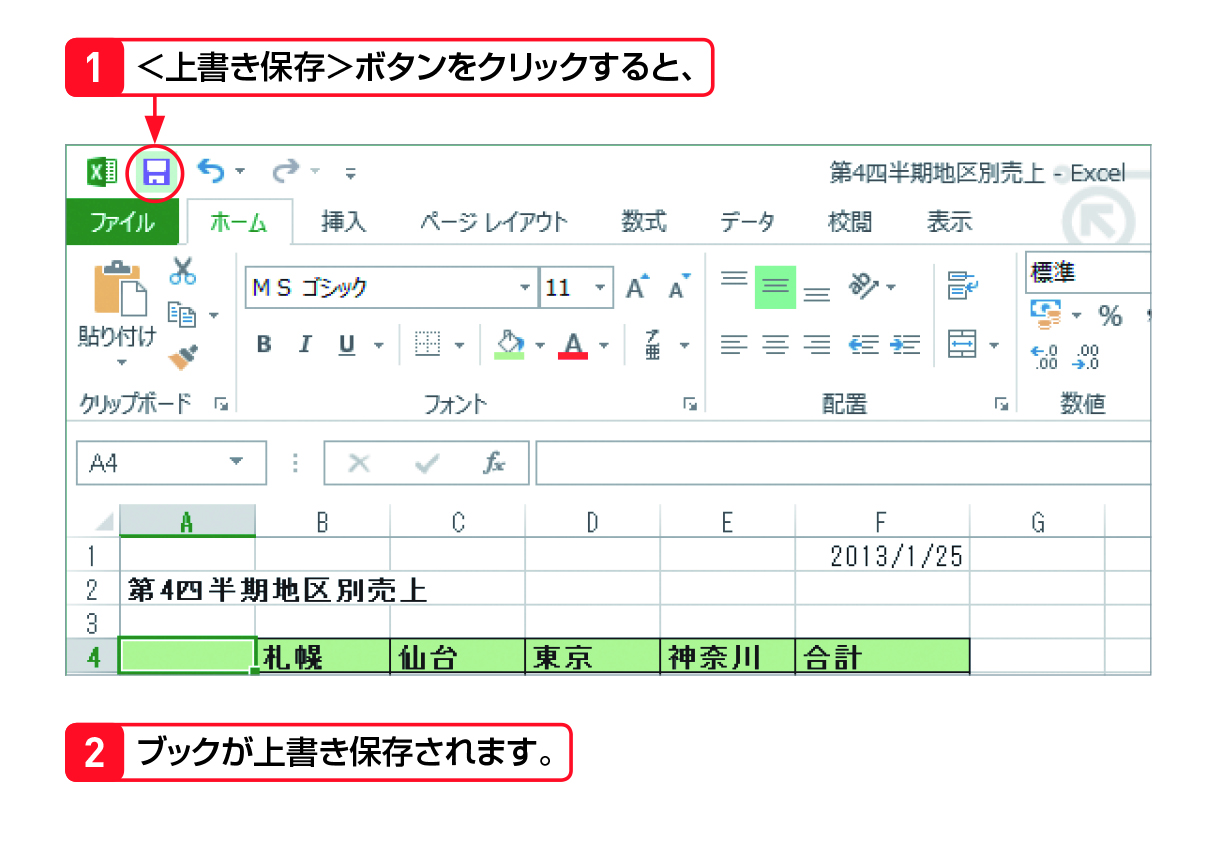 1 <上書き保存>ボタンをクリックすると、
第4四半期地区別売上 - Excel
ファイル ホーム 挿入 ページ レイアウト 数式 データ 校閲 表示
MS ゴシック 11 A A 標準
貼り付け B I U A ア亜 %
クリップボード フォント 配置 数値
A4 fx
A B C D E F G
1 2013/1/25
2 第4四半期地区別売上
3
4 札幌 仙台 東京 神奈川 合計
2 ブックが上書き保存されます。